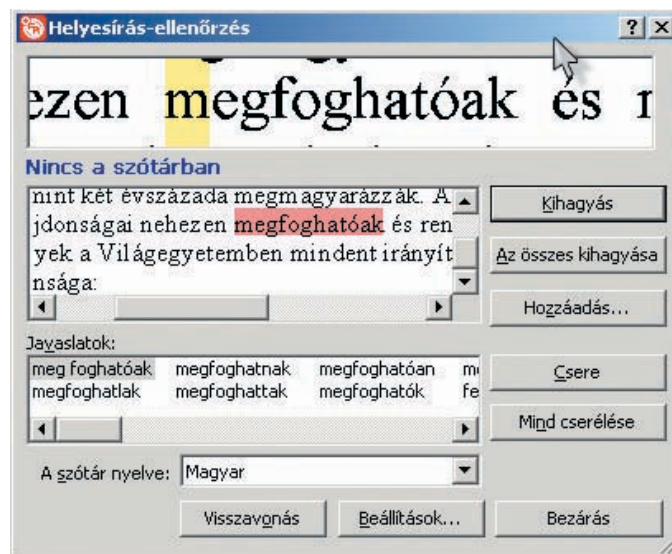 Helyesírás-ellenőrzés
ezen megfoghatóak és
Nincs a szótárban
mint két évszázada megmagyarázzák. A
jdonságai nehezen megfoghatóak és ren
yek a Világegyetemben mindent irányít
nsága:
Kihagyás
Az összes kihagyása
Hozzáadás...
Javaslatok:
meg foghatóak megfoghatnak megfoghatóan
megfoghatlak megfoghattak megfoghatók fe
Csere
Mind cserélése
A szótár nyelve: Magyar
Visszavonás Beállítások... Bezárás